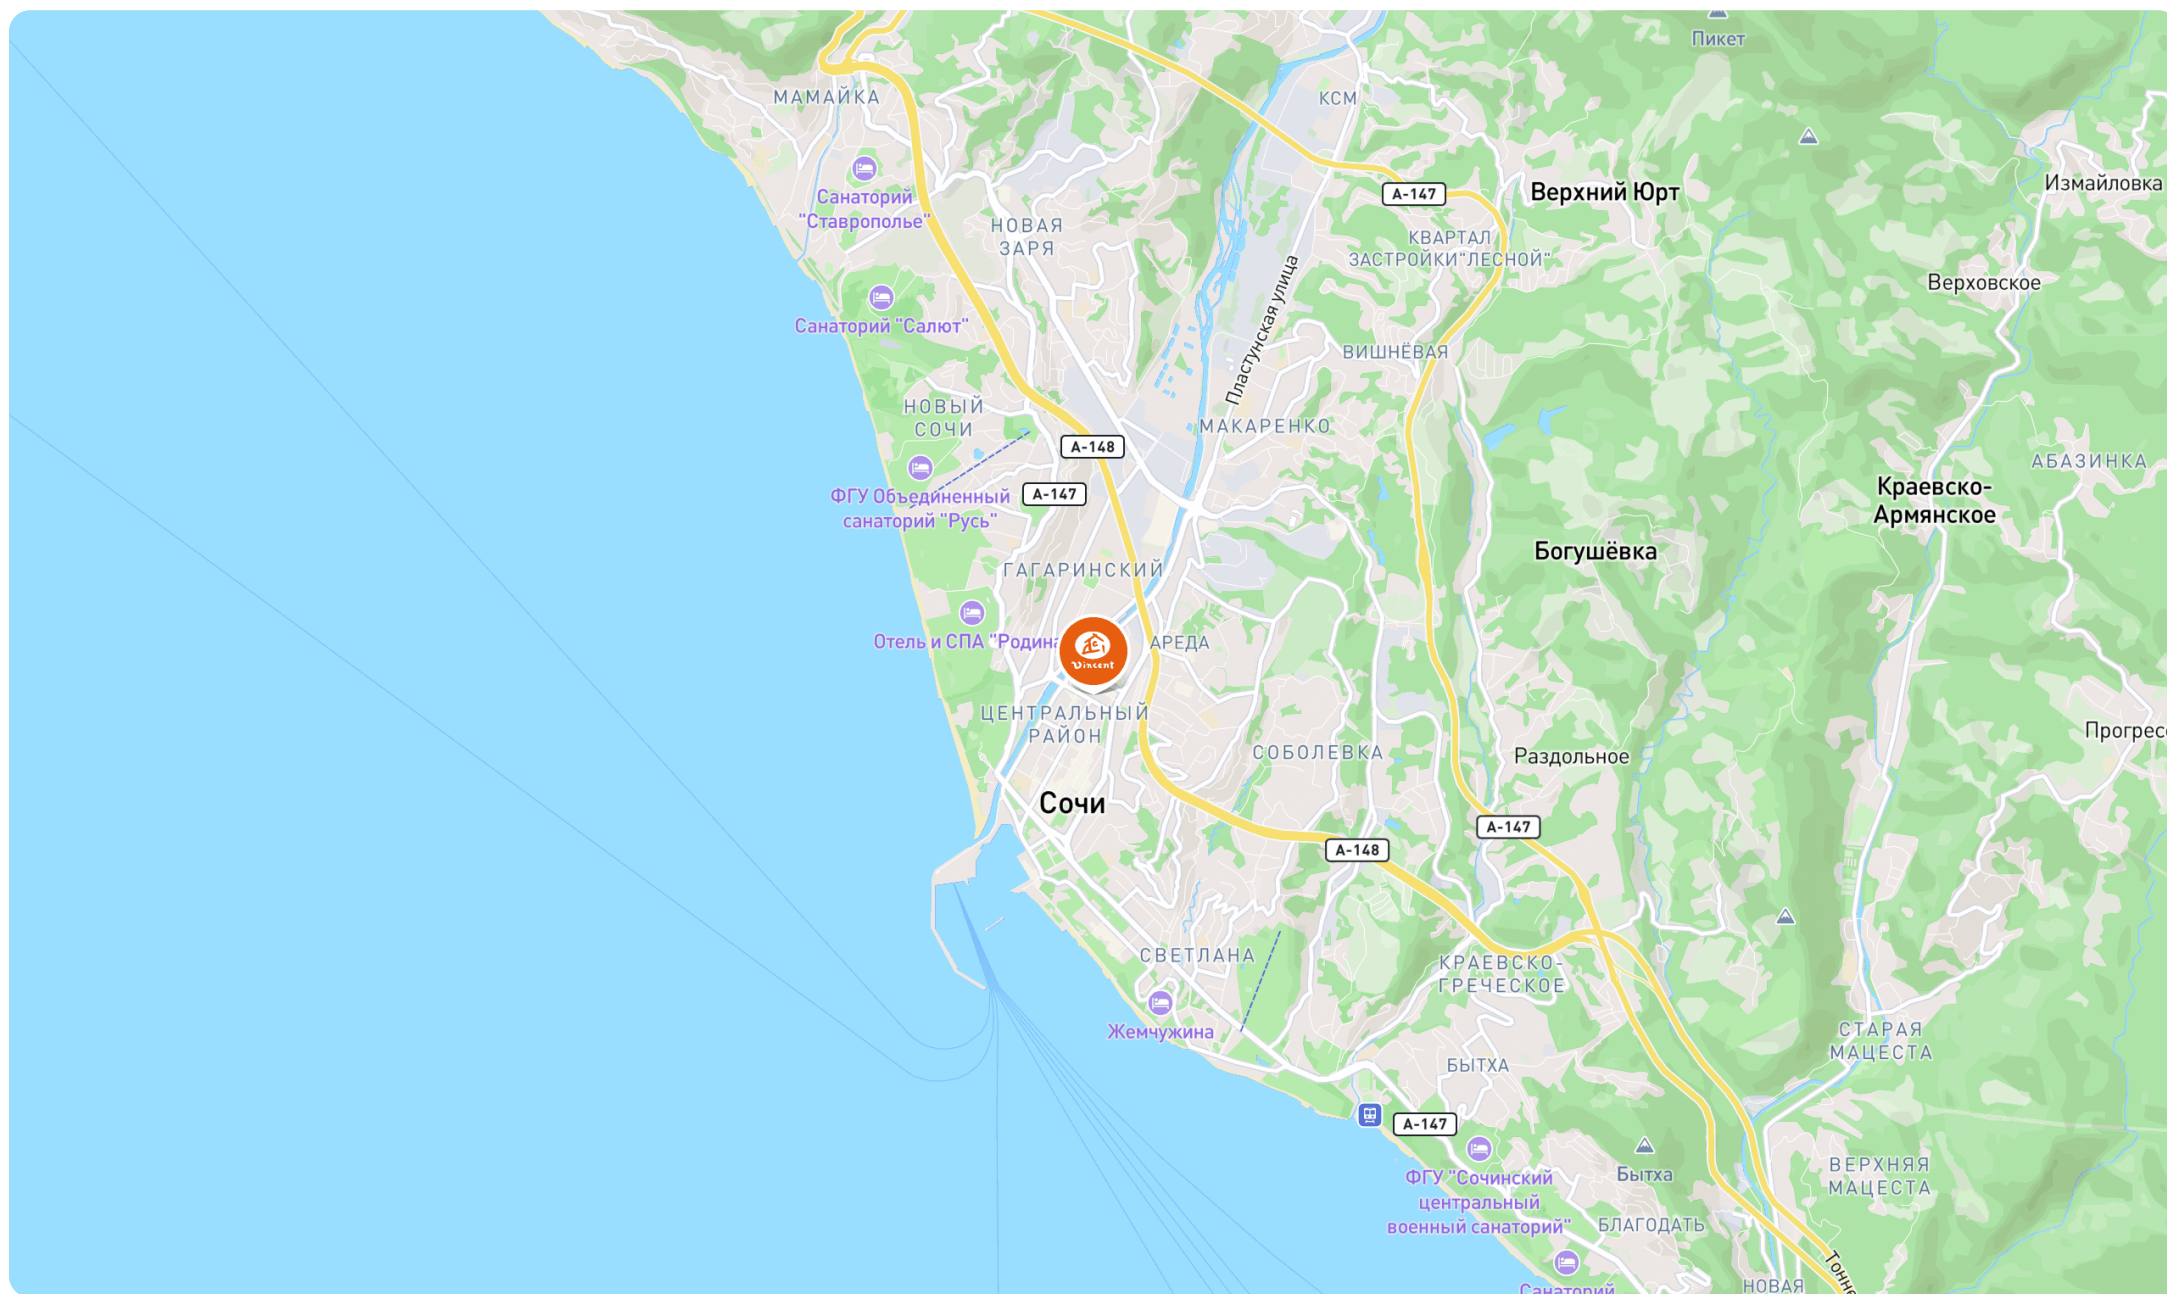 Пикет
МАМАЙКА
КСМ
Измайловка
Верхний Юрт
А-147
Санаторий
"Ставрополье"
НОВАЯ
ЗАРЯ
КВАРТАЛ
ЗАСТРОЙКИ"ЛЕСНОЙ"
Верховское
Пластунская улица
Санаторий "Салют"
ВИШНЁВАЯ
НОВЫЙ
СОЧИ
МАКАРЕНКО
А-148
АБАЗИНКА
А-147
ФГУ Объединенный
санаторий "Русь"
Краевско-
Армянское
Богушёвка
ГАГАРИНСКИЙ
Отель и СПА "Родина
Vincent
АРЕДА
ЦЕНТРАЛЬНЫЙ
РАЙОН
СОБОЛЕВКА
Раздольное
Прогресс
Сочи
А-147
А-148
СВЕТЛАНА
КРАЕВСКО-
ГРЕЧЕСКОЕ
Жемчужина
СТАРАЯ
МАЦЕСТА
БЫТХА
А-147
ФГУ "Сочинский
центральный
военный санаторий"
Бытха
ВЕРХНЯЯ
МАЦЕСТА
БЛАГОДАТЬ
Тонне
НОВАЯ
Санаторий